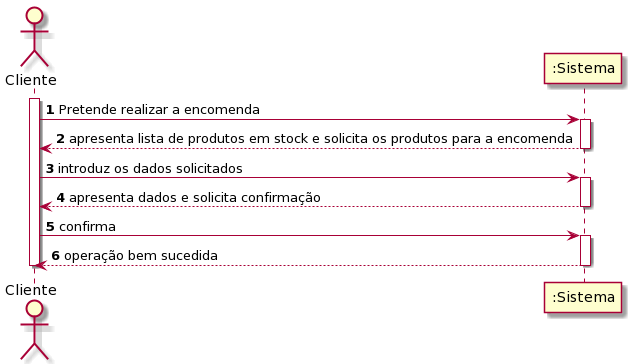 Cliente
:Sistema
1 Pretende realizar a encomenda
2 apresenta lista de produtos em stock e solicita os produtos para a encomenda
3 introduz os dados solicitados
4 apresenta dados e solicita confirmação
5 confirma
6 operação bem sucedida
Cliente
:Sistema